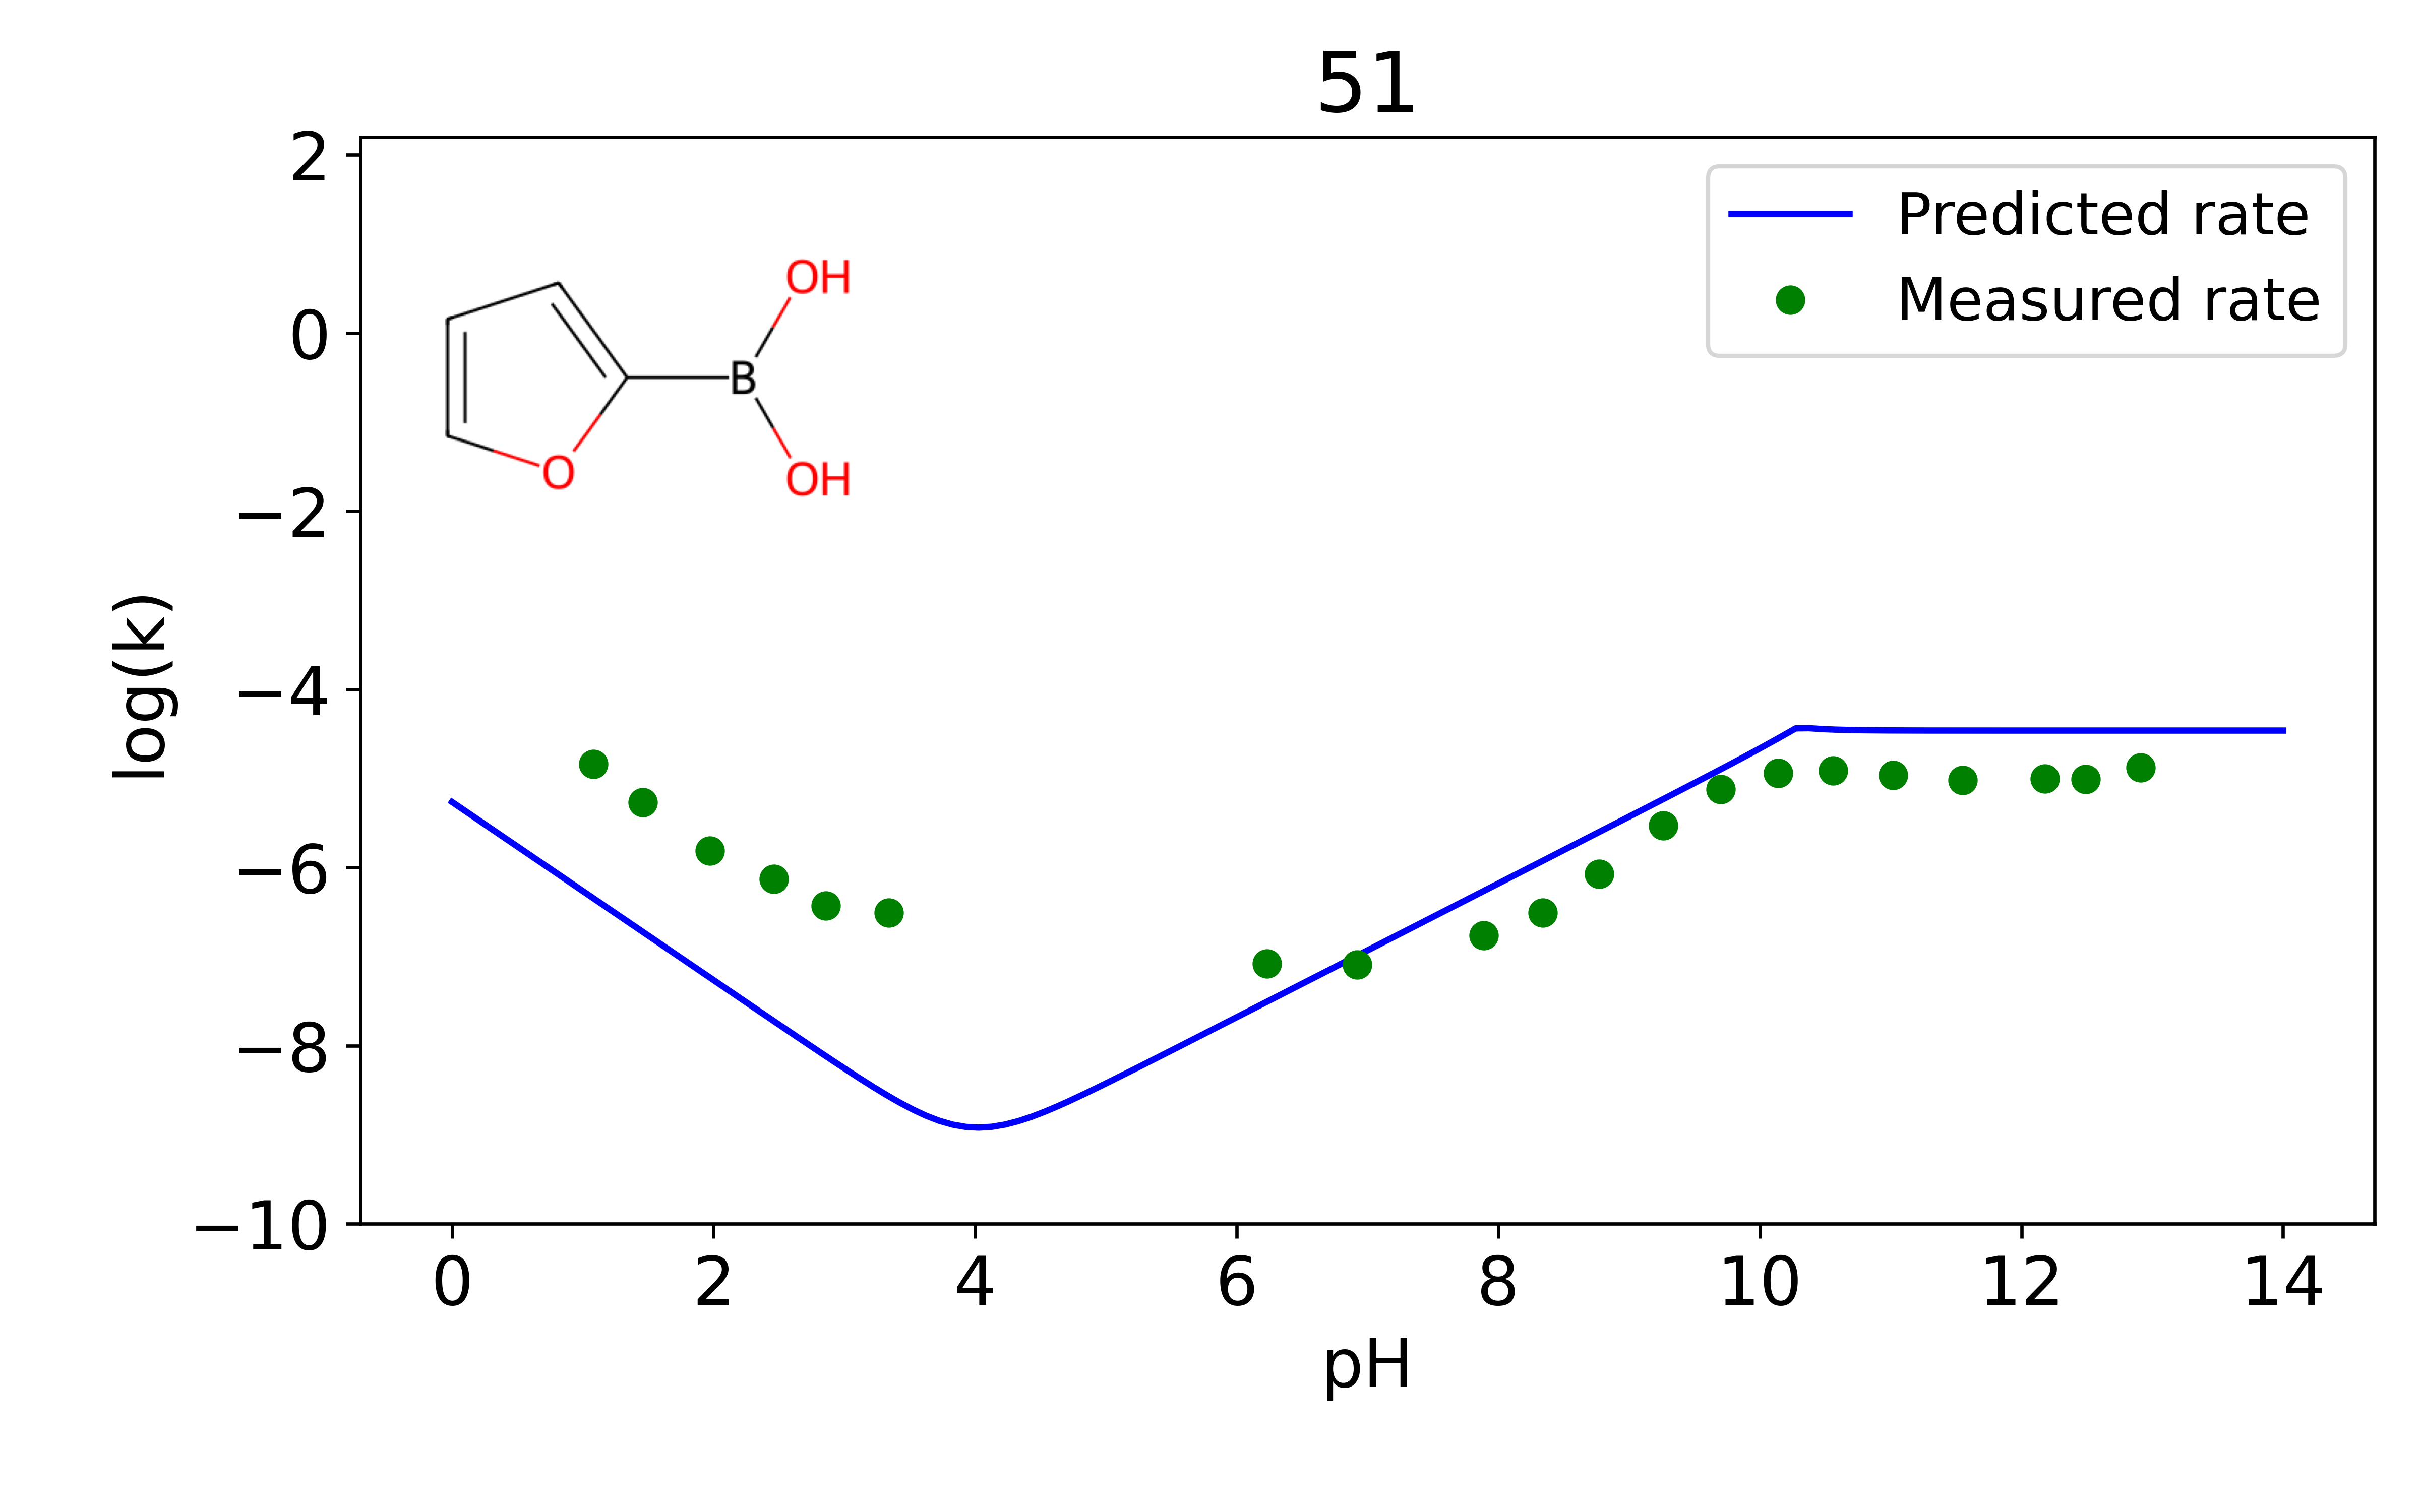 51
2
0
−2
−4
−6
−8
−10
log(k)
OH
B
O
OH
Predicted rate
Measured rate
0 2 4 6 8 10 12 14
pH